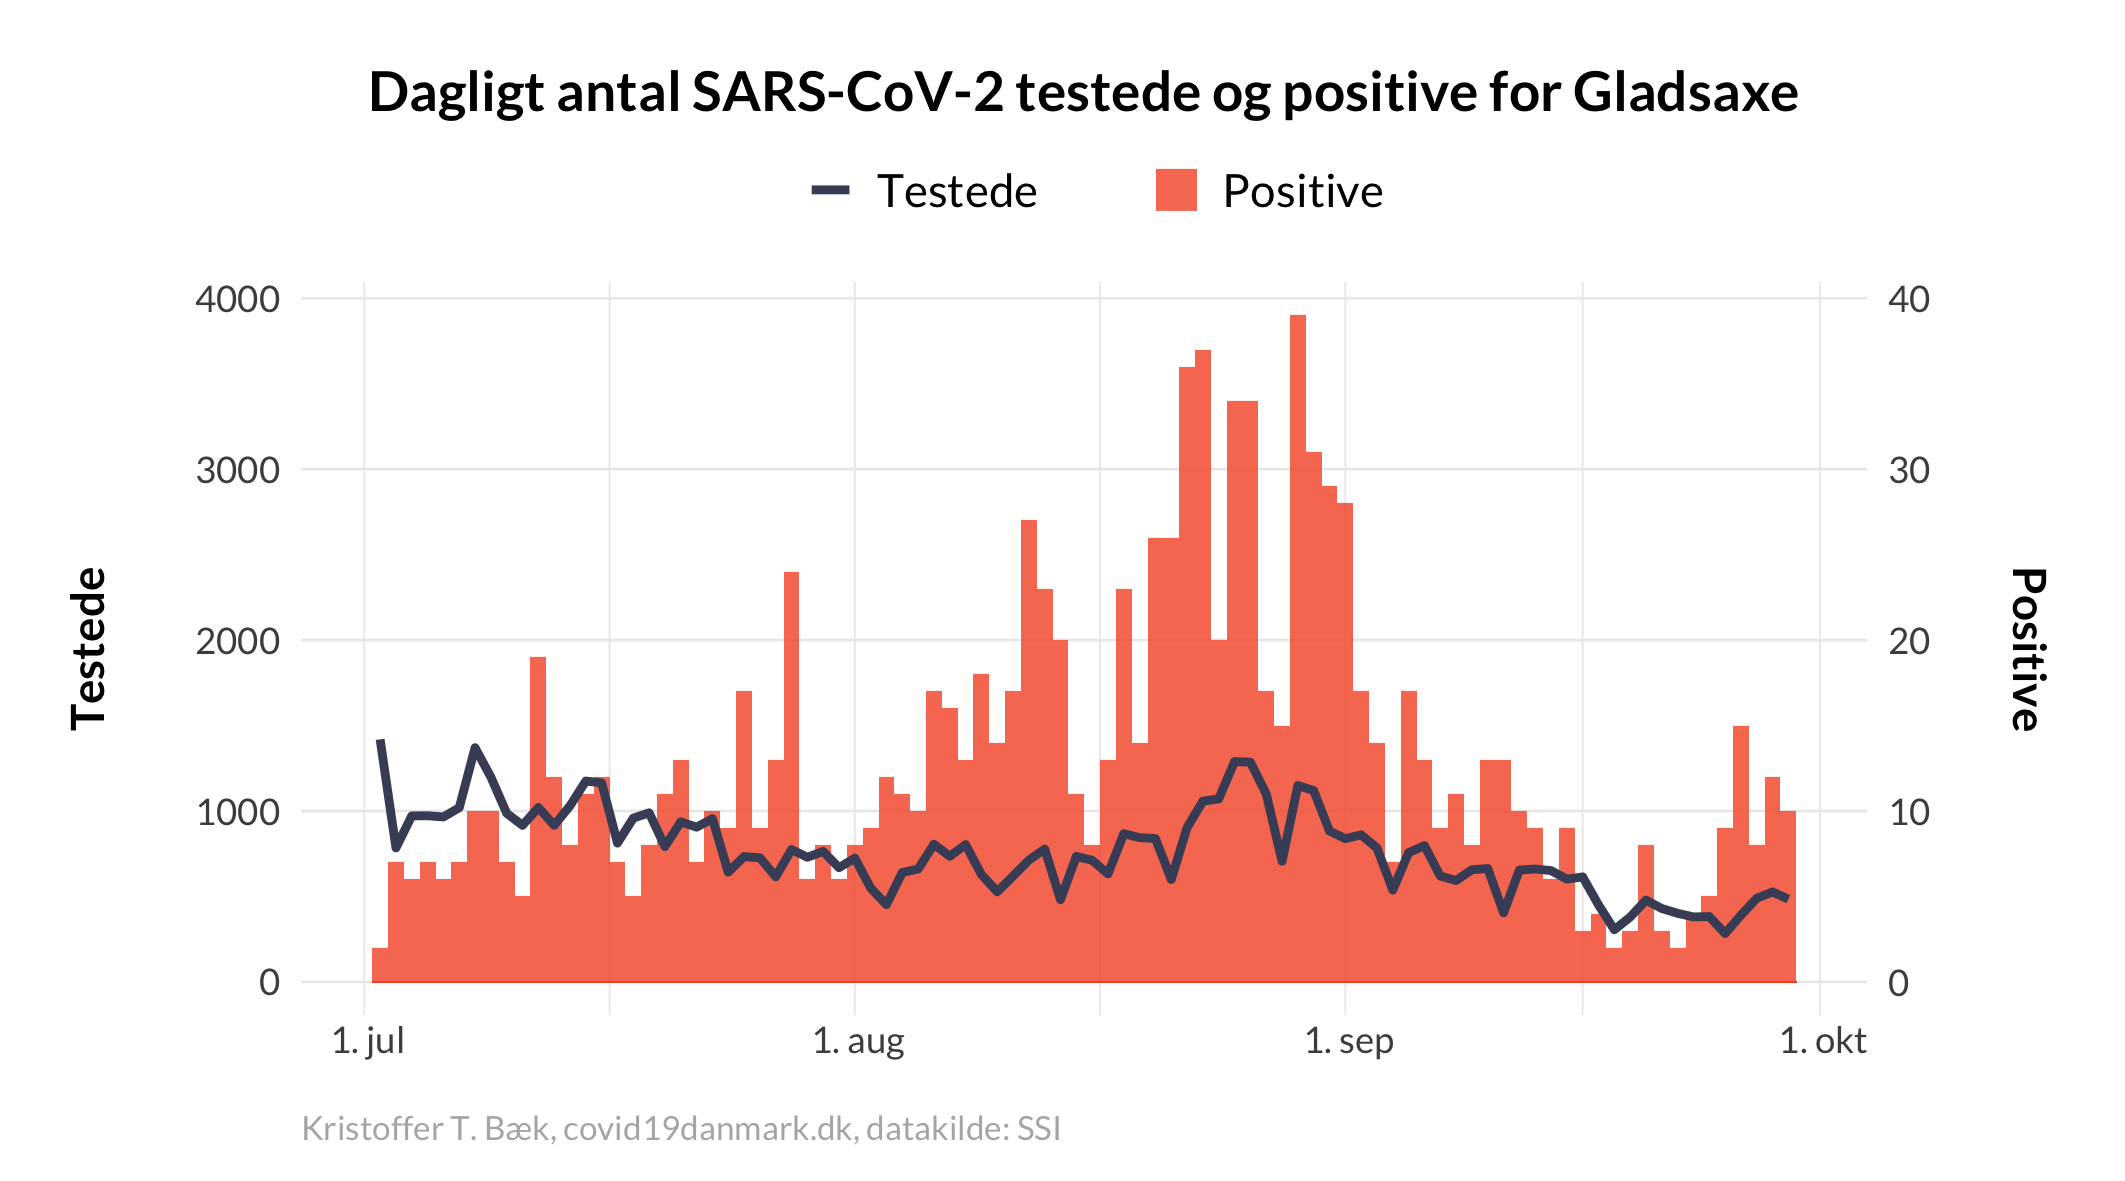 Dagligt antal SARS-CoV-2 testede og positive for Gladsaxe
Testede
Positive
4000
3000
2000
1000
0
40
30
20
10
0
Testede
Positive
1. jul
1. aug
1. sep
1. okt
Kristoffer T. Bæk, covid19danmark.dk, datakilde: SSI